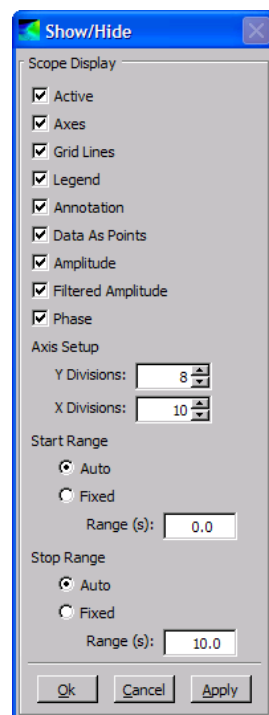 Show/Hide
Scope Display
Active
Axes
Grid Lines
Legend
Annotation
Data As Points
Amplitude
Filtered Amplitude
Phase
Axis Setup
Y Divisions: 8
X Divisions: 10
Start Range
Auto
Fixed
Range (s): 0.0
Stop Range
Auto
Fixed
Range (s): 10.0
Ok Cancel Apply